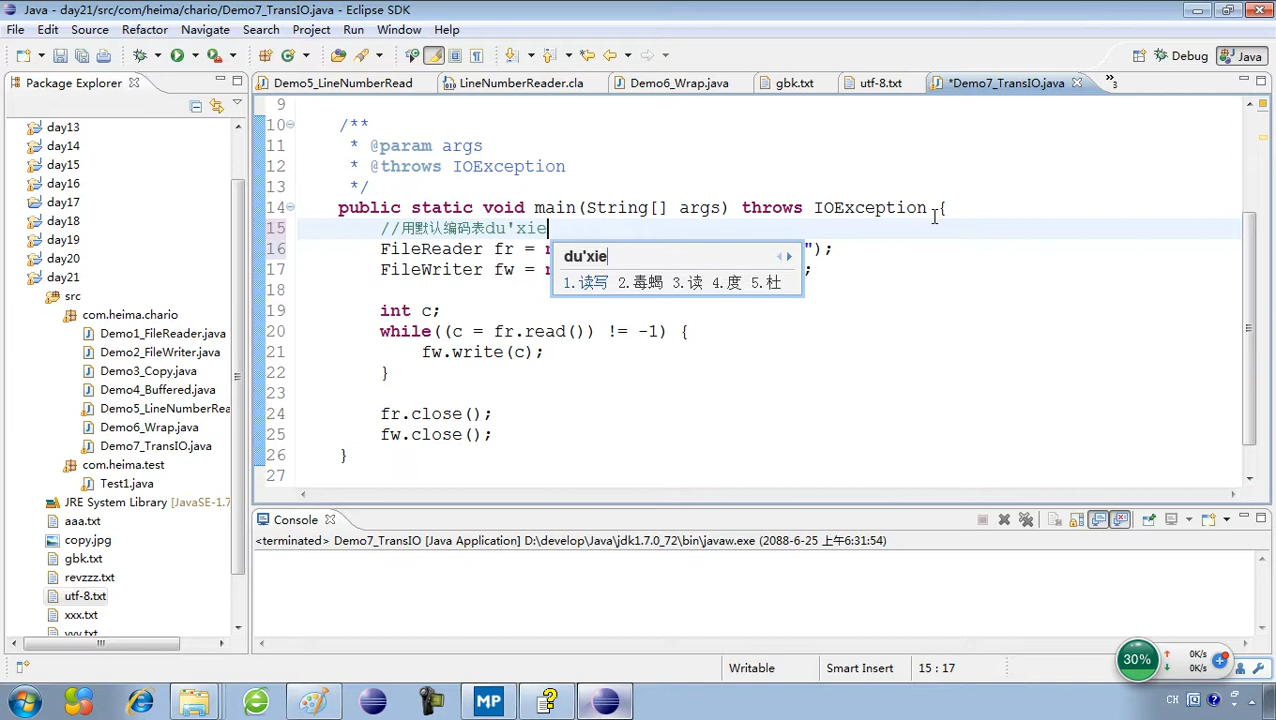 Java - day21/src/com/heima/chario/Demo7_TransIO.java - Eclipse SDK
File Edit Source Refactor Navigate Search Project Run Window Help
Debug Java
Package Explorer
Demo5_LineNumberRead LineNumberReader.cla Demo6_Wrap.java gbk.txt utf-8.txt *Demo7_TransIO.java »3
day13
day14
day15
day16
day17
day18
day19
day20
day21
src
com.heima.chario
Demo1_FileReader.java
Demo2_FileWriter.java
Demo3_Copy.java
Demo4_Buffered.java
Demo5_LineNumberRea
Demo6_Wrap.java
Demo7_TransIO.java
com.heima.test
Test1.java
JRE System Library [JavaSE-1.7
aaa.txt
copy.jpg
gbk.txt
revzzz.txt
utf-8.txt
xxx.txt
yyy.txt
9
10 /**
11 * @param args
12 * @throws IOException
13 */
14 public static void main(String[] args) throws IOException {
15 //用默认编码表du'xie
16 FileReader fr = n ");
17 FileWriter fw = n ;
18
19 int c;
20 while((c = fr.read()) != -1) {
21 fw.write(c);
22 }
23
24 fr.close();
25 fw.close();
26 }
27
du'xie
1.读写 2.毒蝎 3.读 4.度 5.杜
Console
<terminated> Demo7_TransIO [Java Application] D:\develop\Java\jdk1.7.0_72\bin\javaw.exe (2088-6-25 上午6:31:54)
Writable Smart Insert 15 : 17
30% 0K/s
0K/s
MP
CH